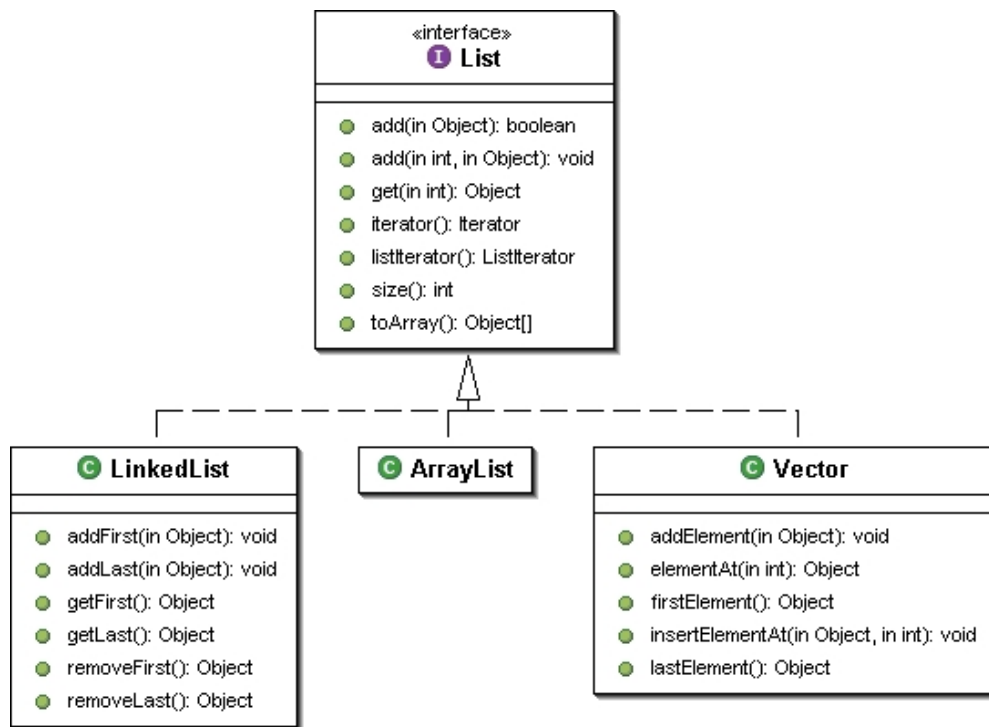 «interface»
I List
add(in Object): boolean
add(in int, in Object): void
get(in int): Object
iterator(): Iterator
listIterator(): ListIterator
size(): int
toArray(): Object[]
C LinkedList
addFirst(in Object): void
addLast(in Object): void
getFirst(): Object
getLast(): Object
removeFirst(): Object
removeLast(): Object
C ArrayList
C Vector
addElement(in Object): void
elementAt(in int): Object
firstElement(): Object
insertElementAt(in Object, in int): void
lastElement(): Object